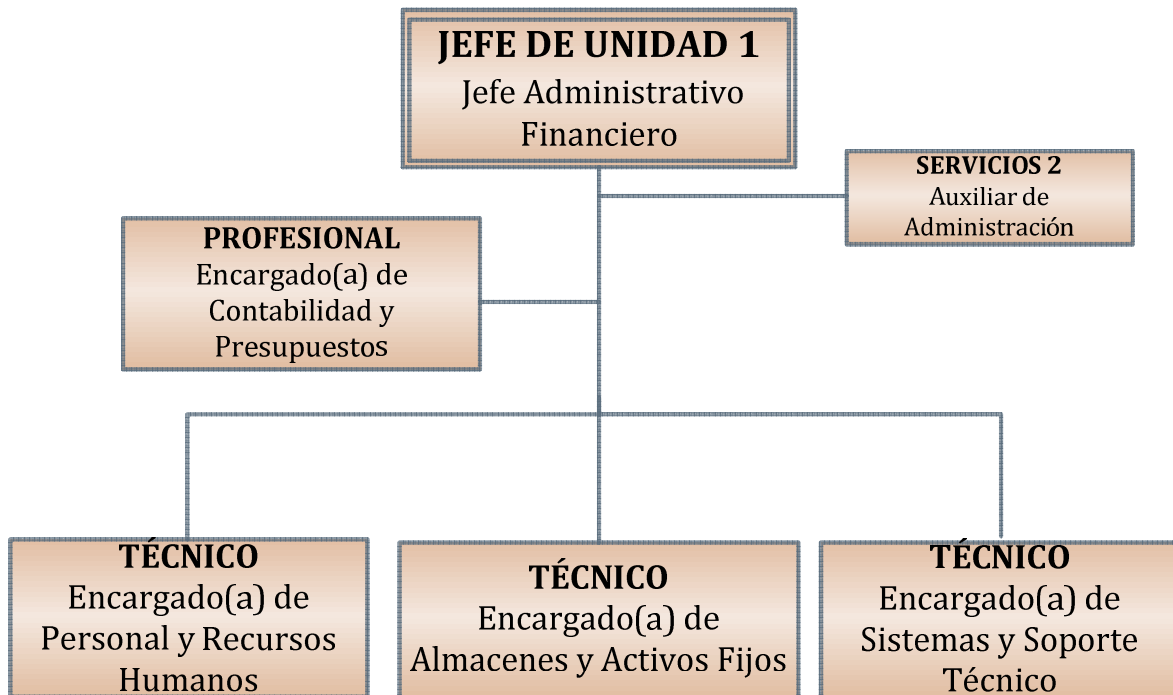 JEFE DE UNIDAD 1
Jefe Administrativo
Financiero
SERVICIOS 2
Auxiliar de
Administración
PROFESIONAL
Encargado(a) de
Contabilidad y
Presupuestos
TÉCNICO
Encargado(a) de
Personal y Recursos
Humanos
TÉCNICO
Encargado(a) de
Almacenes y Activos Fijos
TÉCNICO
Encargado(a) de
Sistemas y Soporte
Técnico